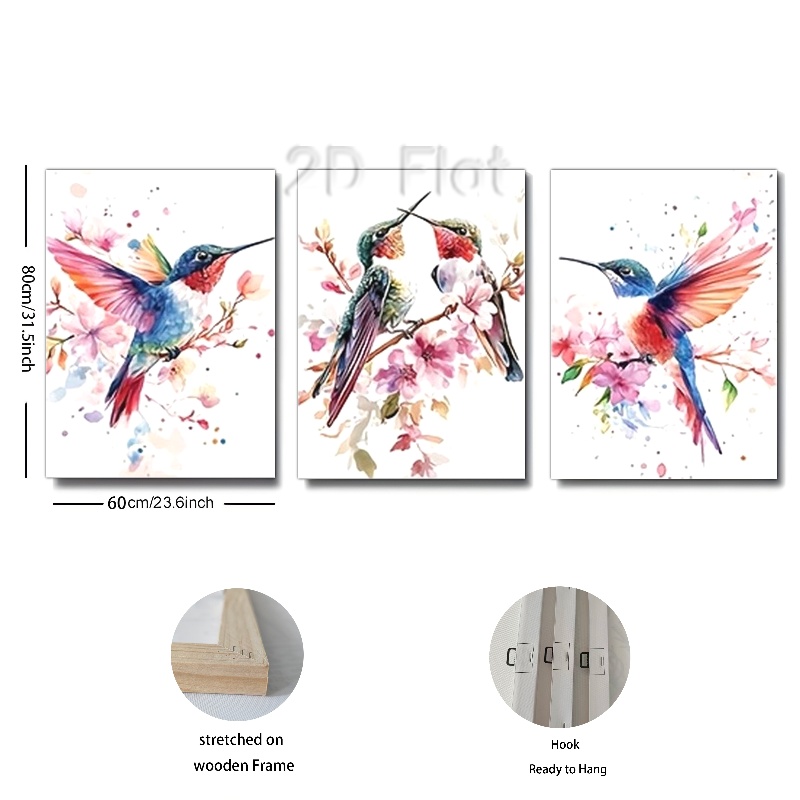 2D Flat
80cm/31.5inch
60cm/23.6inch
stretched on
wooden Frame
Hook
Ready to Hang